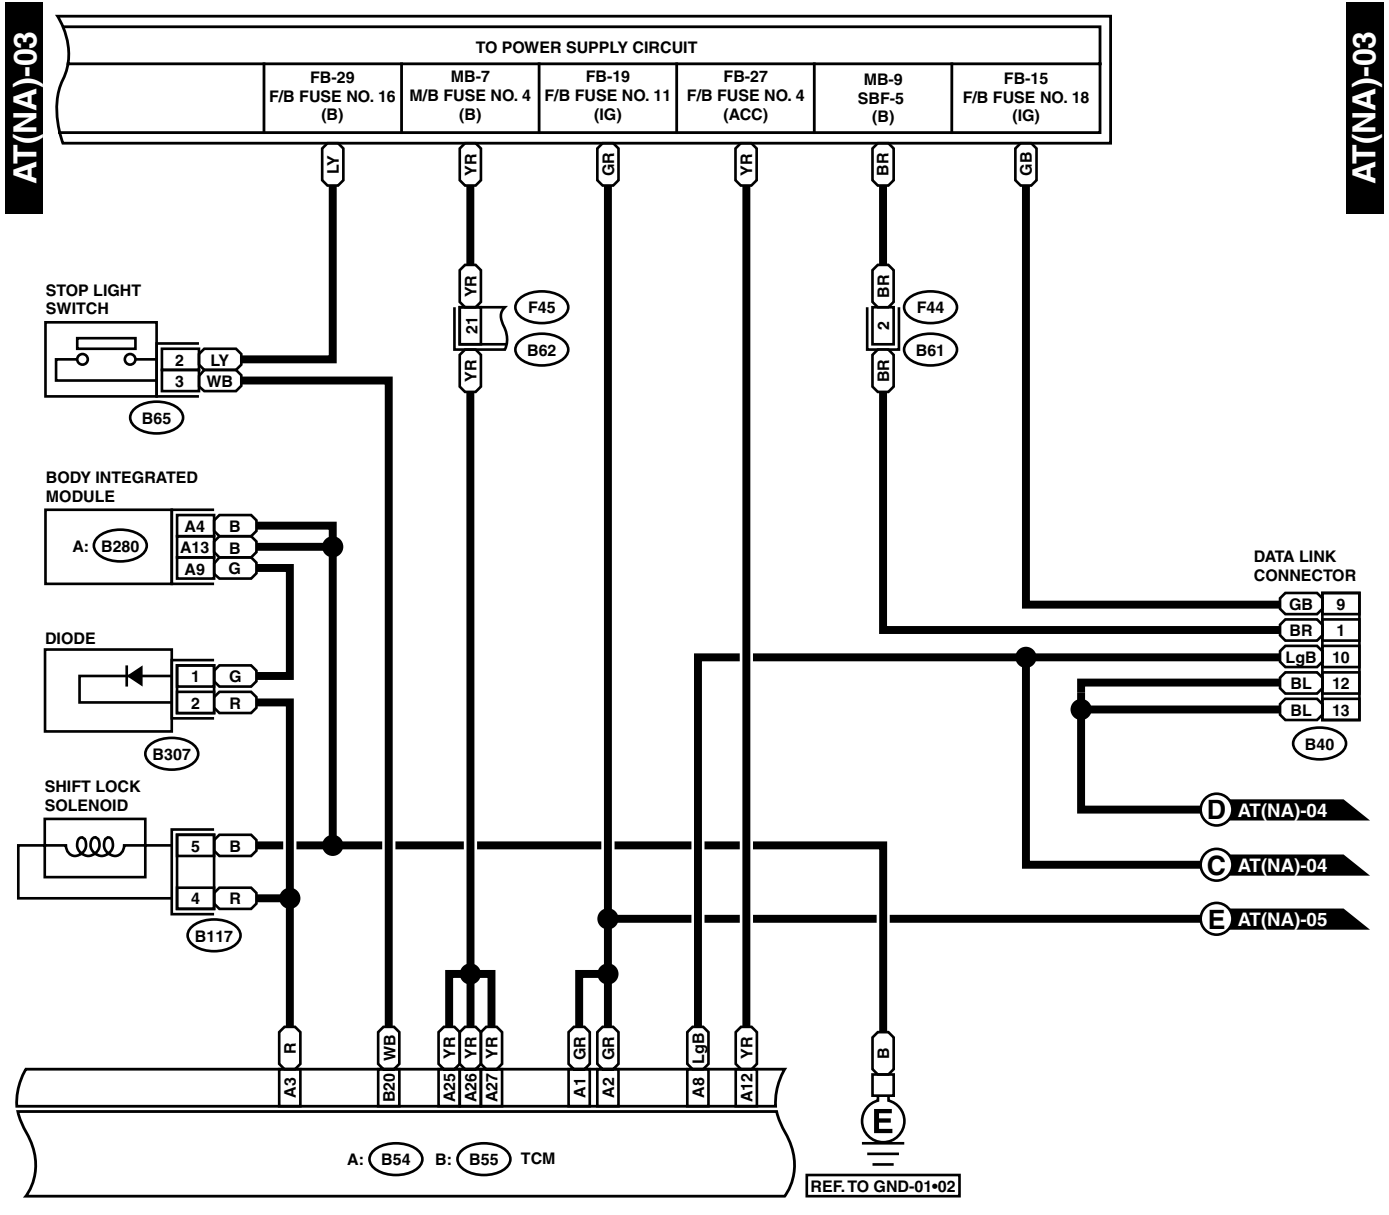 AT(NA)-03
AT(NA)-03
TO POWER SUPPLY CIRCUIT
FB-29
F/B FUSE NO. 16
(B)
MB-7
M/B FUSE NO. 4
(B)
FB-19
F/B FUSE NO. 11
(IG)
FB-27
F/B FUSE NO. 4
(ACC)
MB-9
SBF-5
(B)
FB-15
F/B FUSE NO. 18
(IG)
LY
YR
GR
YR
BR
GB
YR
21
YR
F45
B62
BR
2
BR
F44
B61
STOP LIGHT
SWITCH
2 LY
3 WB
B65
BODY INTEGRATED
MODULE
A: B280
A4 B
A13 B
A9 G
DIODE
1 G
2 R
B307
SHIFT LOCK
SOLENOID
5 B
4 R
B117
DATA LINK
CONNECTOR
GB 9
BR 1
LgB 10
BL 12
BL 13
B40
D AT(NA)-04
C AT(NA)-04
E AT(NA)-05
R
WB
YR
YR
YR
GR
GR
LgB
YR
B
A3
B20
A25
A26
A27
A1
A2
A8
A12
E
A: B54 B: B55 TCM
REF. TO GND-01•02